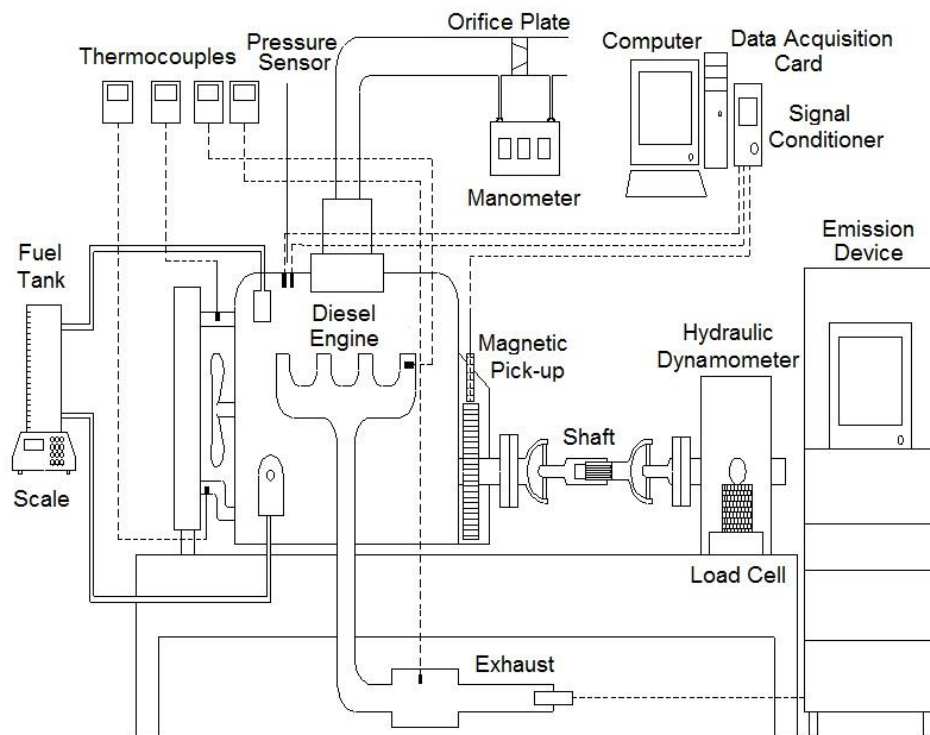 Orifice Plate
Pressure
Sensor
Thermocouples
Computer
Data Acquisition
Card
Signal
Conditioner
Manometer
Fuel
Tank
Emission
Device
Diesel
Engine
Magnetic
Pick-up
Hydraulic
Dynamometer
Shaft
Scale
Load Cell
Exhaust